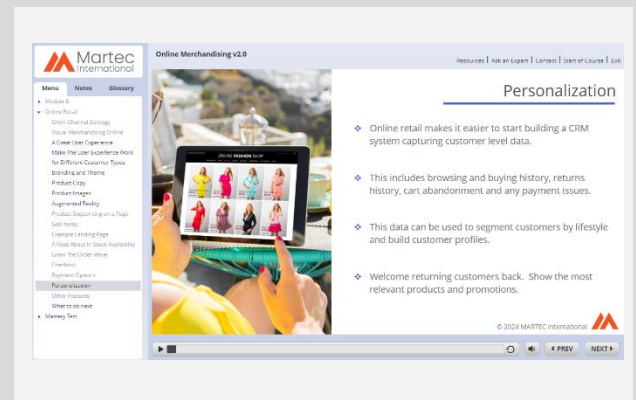 Martec
International
Online Merchandising v2.0
Resources | Ask an Expert | Contact | Start of Course | Exit
Menu Notes Glossary
Module 6
Online Retail
Omni Channel Strategy
Visual Merchandising Online
A Great User Experience
Make The User Experience Work
for Different Customer Types
Branding and Theme
Product Copy
Product Images
Augmented Reality
Product Sequencing on a Page
Sale Items
Example Landing Page
A Note About In Stock Availability
Grow The Order Value
Checkout
Payment Options
Personalization
Other Features
What to do next
Mastery Test
ONLINE FASHION SHOP
Personalization
❖ Online retail makes it easier to start building a CRM
system capturing customer level data.
❖ This includes browsing and buying history, returns
history, cart abandonment and any payment issues.
❖ This data can be used to segment customers by lifestyle
and build customer profiles.
❖ Welcome returning customers back. Show the most
relevant products and promotions.
© 2024 MARTEC International
PREV NEXT